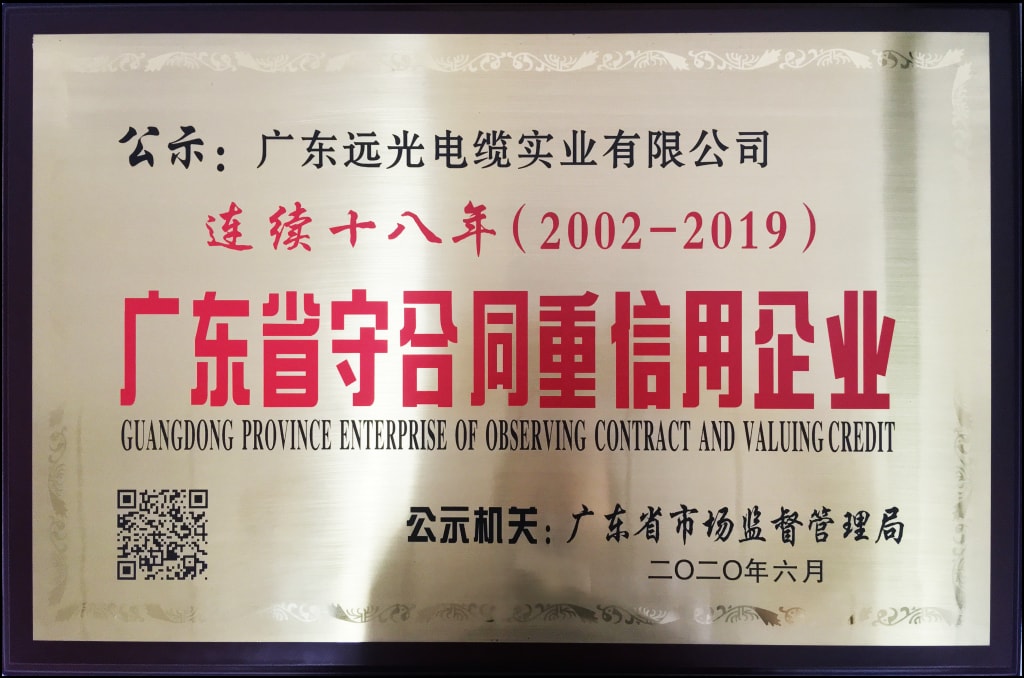 公示：广东远光电缆实业有限公司
连续十八年（2002-2019）
广东省守合同重信用企业
GUANGDONG PROVINCE ENTERPRISE OF OBSERVING CONTRACT AND VALUING CREDIT
公示机关：广东省市场监督管理局
二〇二〇年六月